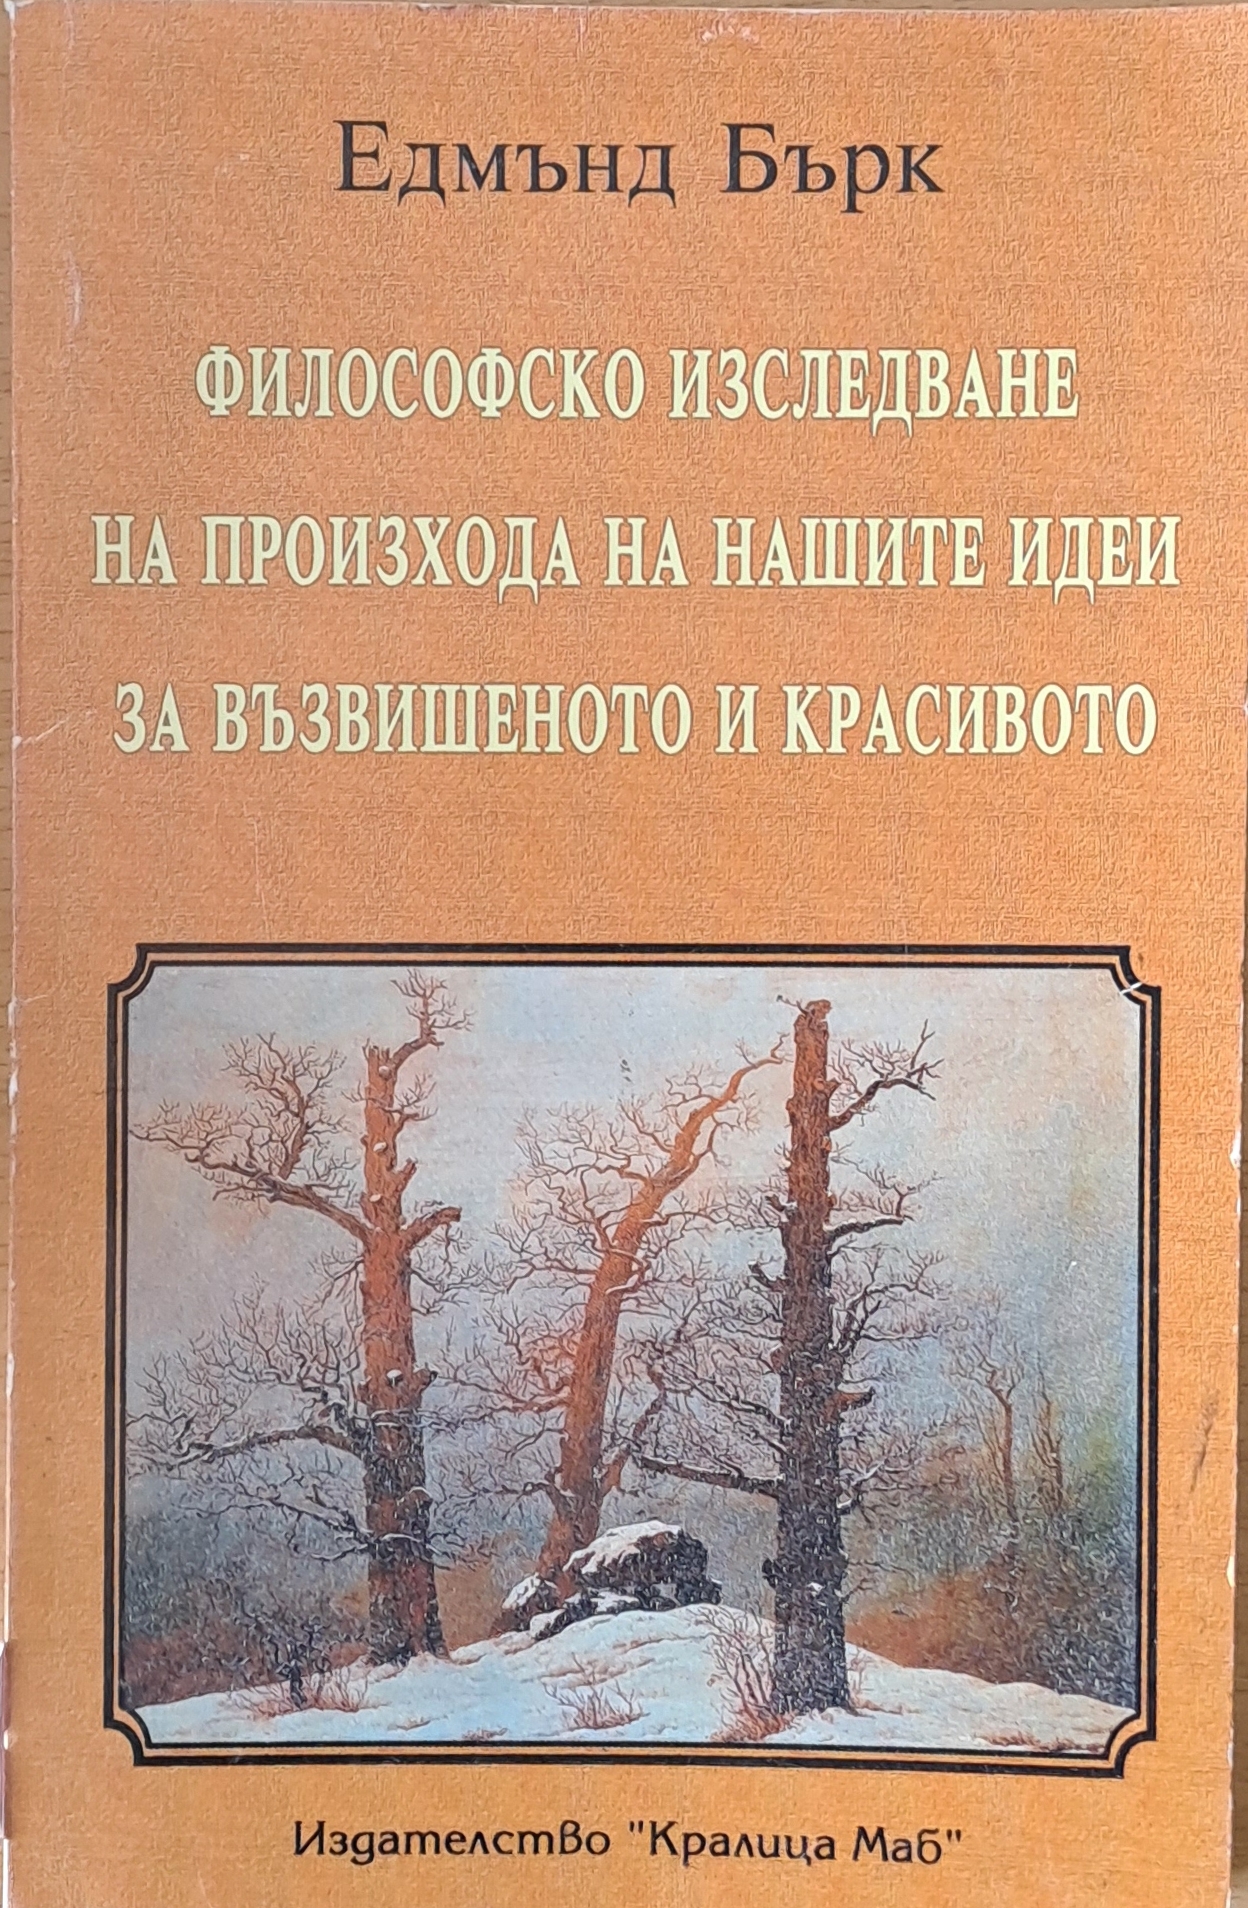 Едмънд Бърк
ФИЛОСОФСКО ИЗСЛЕДВАНЕ
НА ПРОИЗХОДА НА НАШИТЕ ИДЕИ
ЗА ВЪЗВИШЕНОТО И КРАСИВОТО
Издателство "Кралица Маб"